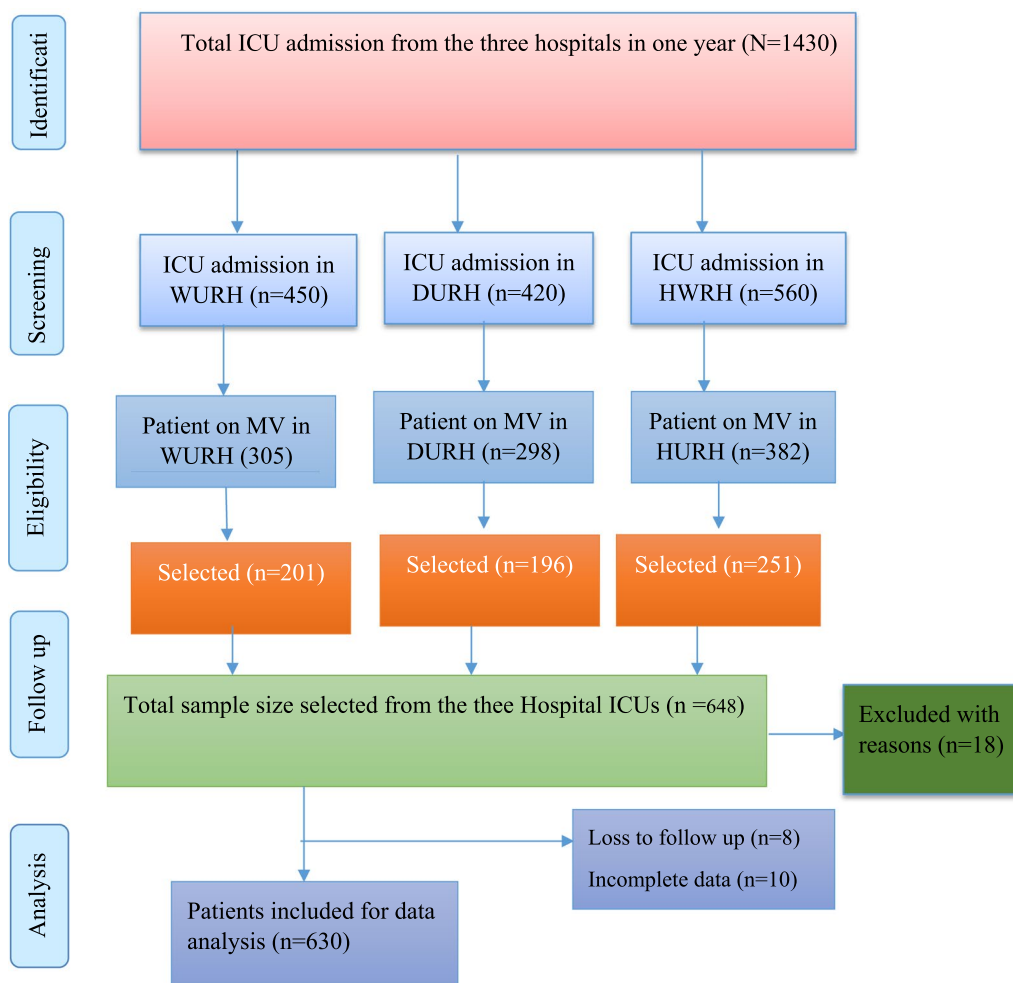 Identificati
Total ICU admission from the three hospitals in one year (N=1430)
Screening
ICU admission in
WURH (n=450)
ICU admission in
DURH (n=420)
ICU admission in
HWRH (n=560)
Eligibility
Patient on MV in
WURH (305)
Patient on MV in
DURH (n=298)
Patient on MV in
HURH (n=382)
Selected (n=201)
Selected (n=196)
Selected (n=251)
Follow up
Total sample size selected from the thee Hospital ICUs (n =648)
Excluded with
reasons (n=18)
Analysis
Loss to follow up (n=8)
Incomplete data (n=10)
Patients included for data
analysis (n=630)